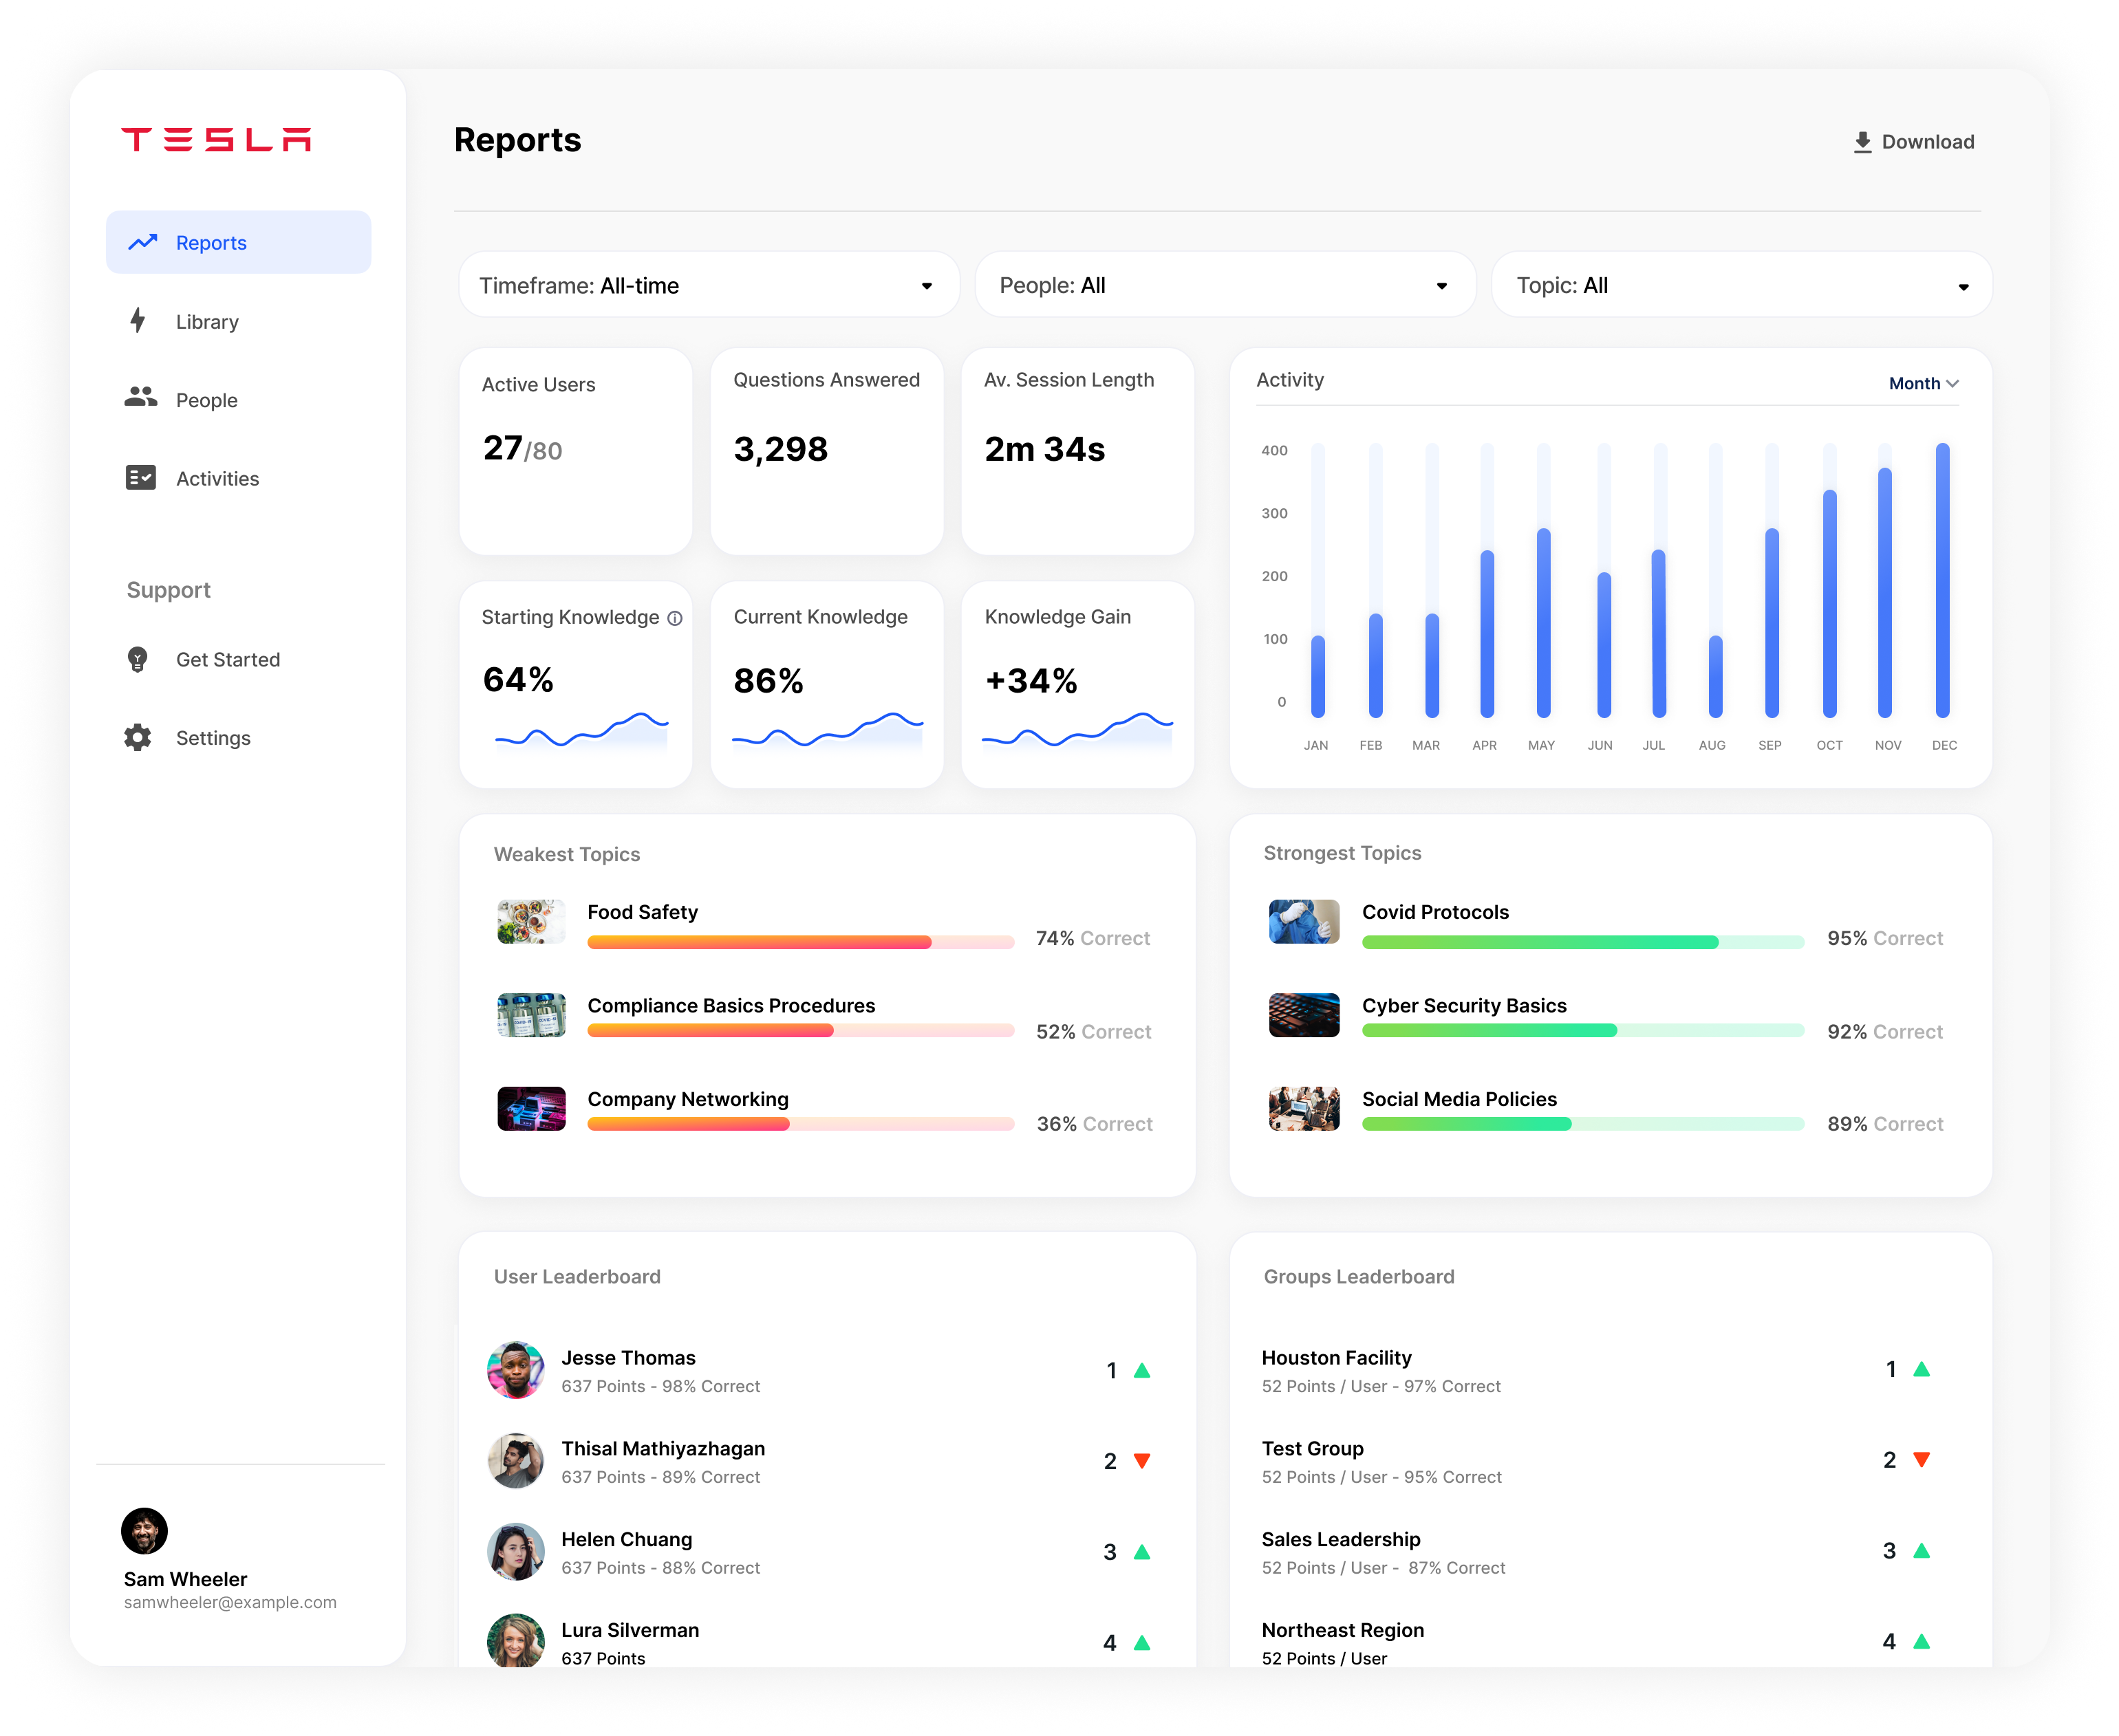 TESLA
Reports
Library
People
Activities
Support
Get Started
Settings
Sam Wheeler
samwheeler@example.com
Reports
Download
Timeframe: All-time
People: All
Topic: All
Active Users
27/80
Questions Answered
3,298
Av. Session Length
2m 34s
Starting Knowledge
64%
Current Knowledge
86%
Knowledge Gain
+34%
Activity
Month
400
300
200
100
0
JAN FEB MAR APR MAY JUN JUL AUG SEP OCT NOV DEC
Weakest Topics
Food Safety
74% Correct
Compliance Basics Procedures
52% Correct
Company Networking
36% Correct
Strongest Topics
Covid Protocols
95% Correct
Cyber Security Basics
92% Correct
Social Media Policies
89% Correct
User Leaderboard
Jesse Thomas
637 Points - 98% Correct
1
Thisal Mathiyazhagan
637 Points - 89% Correct
2
Helen Chuang
637 Points - 88% Correct
3
Lura Silverman
637 Points
4
Groups Leaderboard
Houston Facility
52 Points / User - 97% Correct
1
Test Group
52 Points / User - 95% Correct
2
Sales Leadership
52 Points / User - 87% Correct
3
Northeast Region
52 Points / User
4